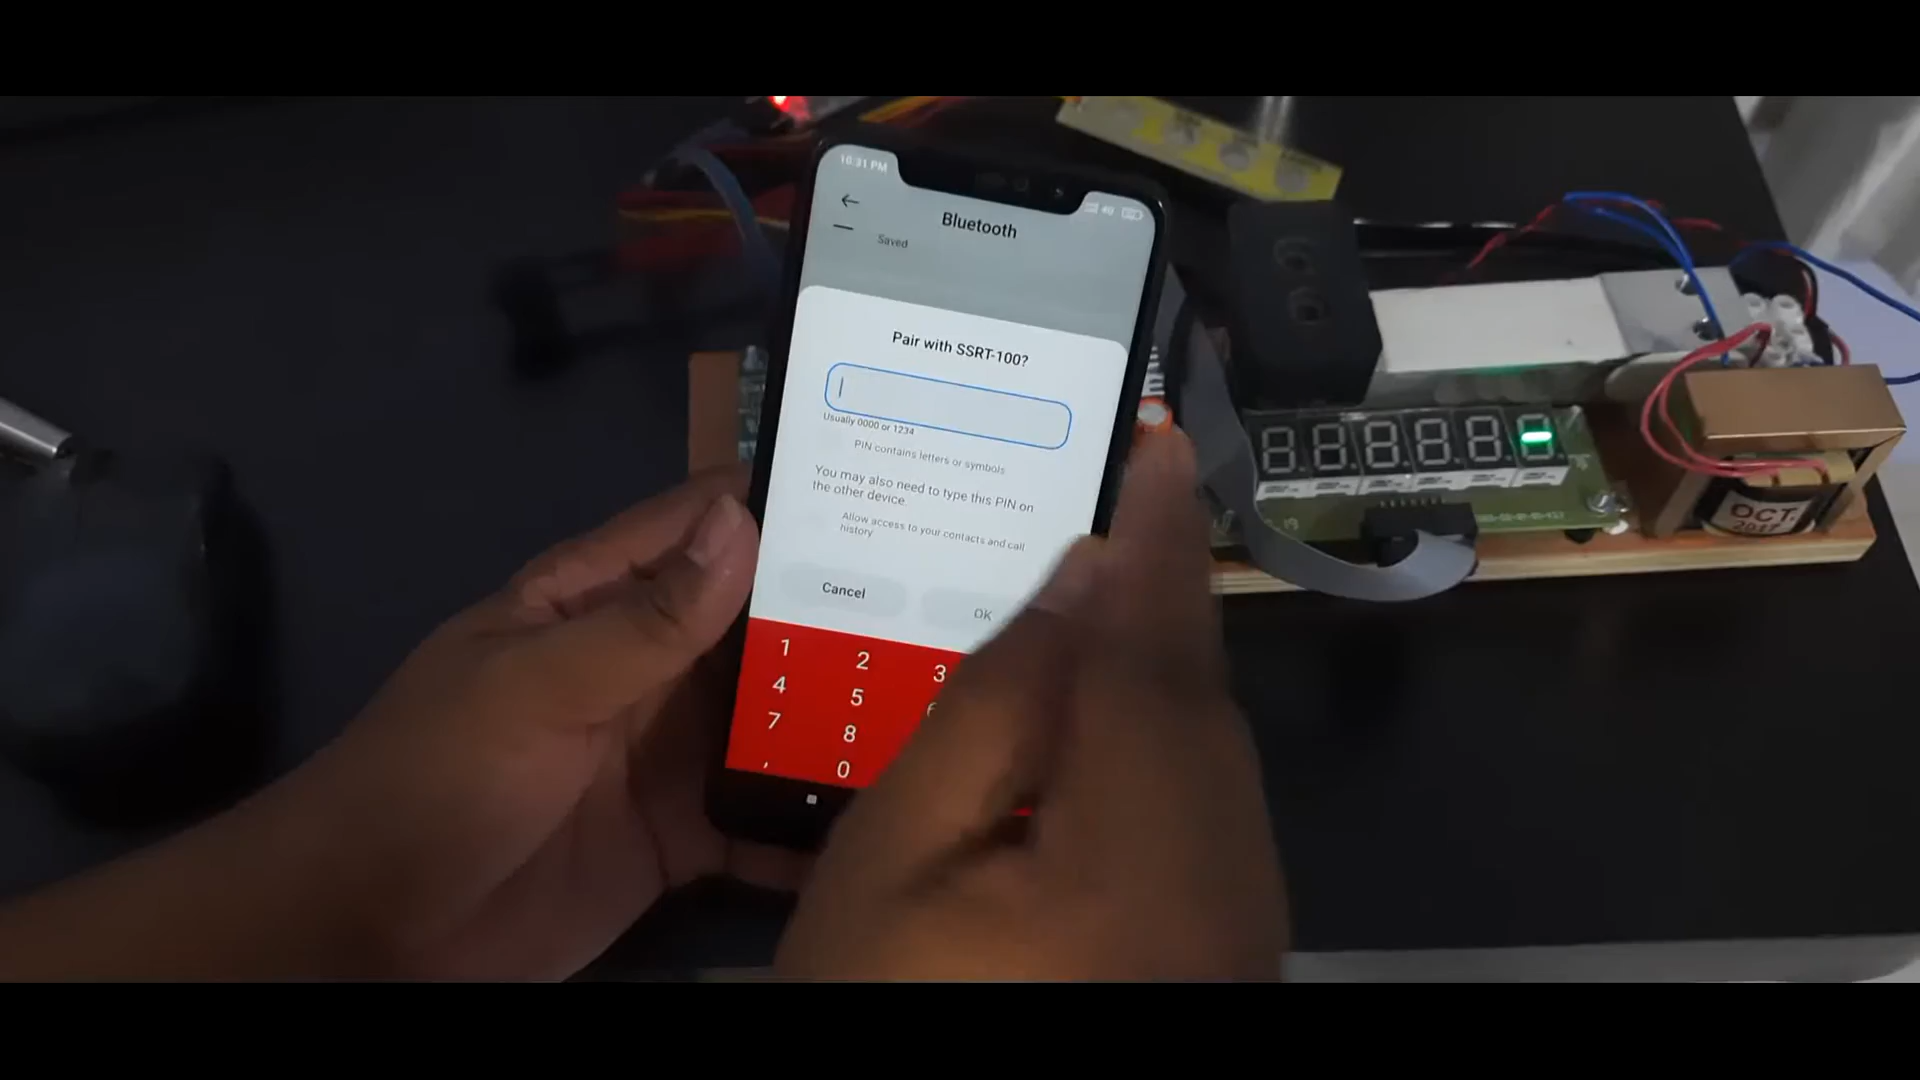 10:31 PM
4G
Bluetooth
Saved
Pair with SSRT-100?
Usually 0000 or 1234
PIN contains letters or symbols
You may also need to type this PIN on
the other device.
Allow access to your contacts and call
history
Cancel
OK
1 2 3
4 5
7 8
, 0
OCT.
2017